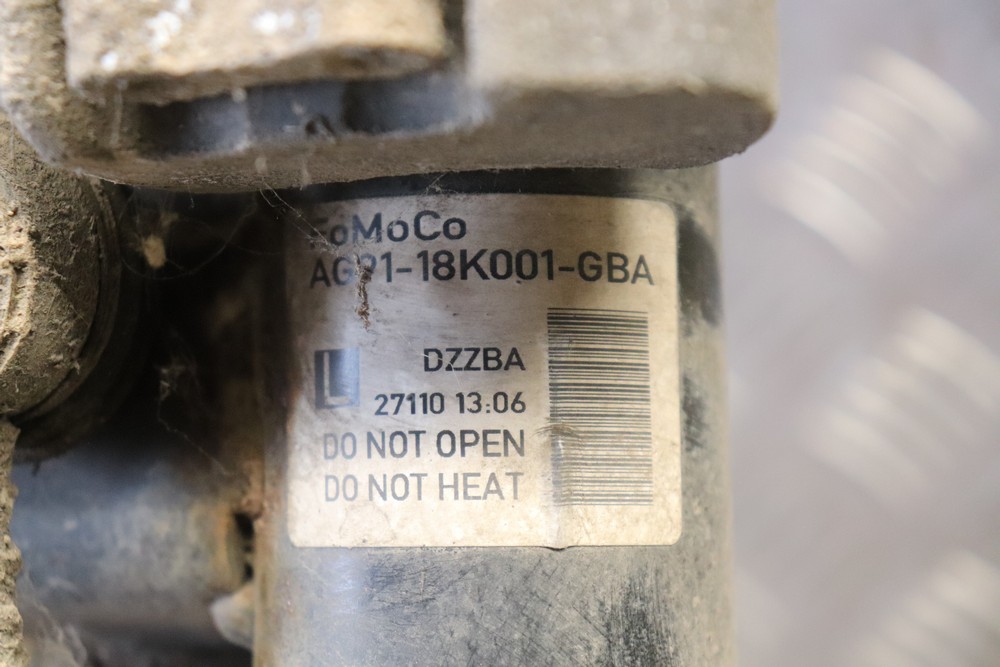 FoMoCo
AG91-18K001-GBA
L
DZZBA
27110 13:06
DO NOT OPEN
DO NOT HEAT